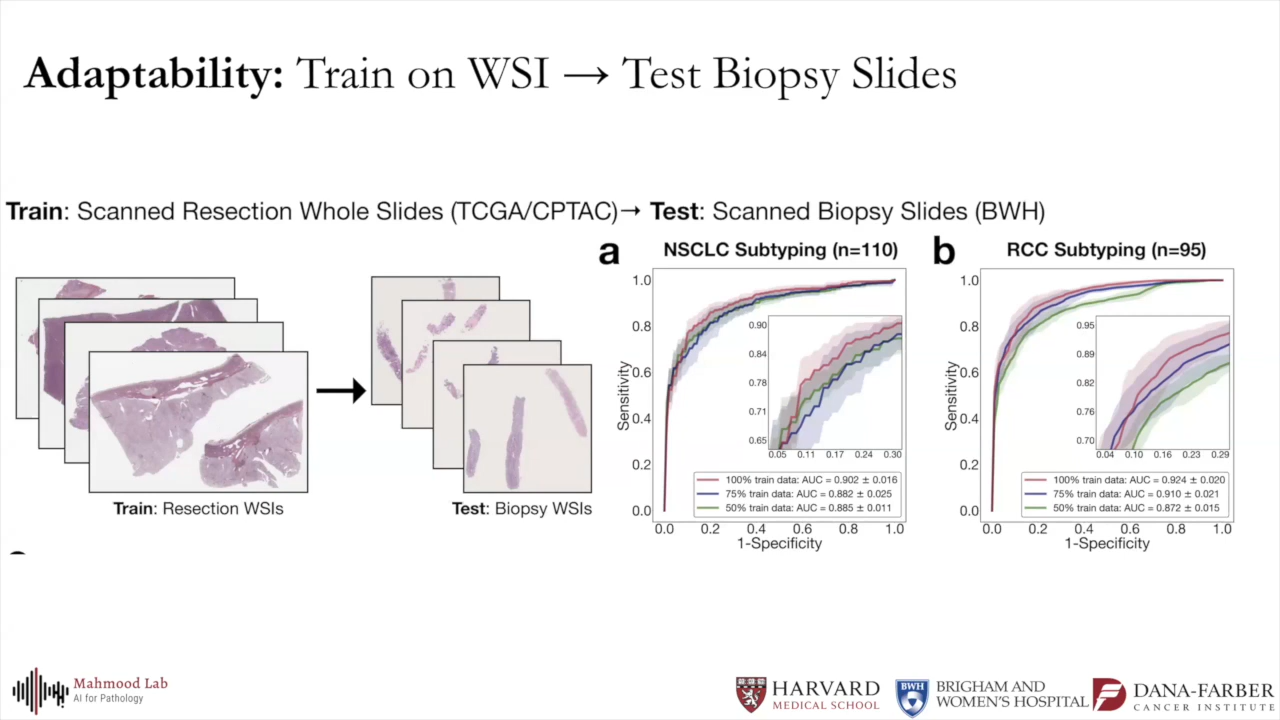 Adaptability: Train on WSI → Test Biopsy Slides
Train: Scanned Resection Whole Slides (TCGA/CPTAC)→ Test: Scanned Biopsy Slides (BWH)
Train: Resection WSIs
Test: Biopsy WSIs
a
NSCLC Subtyping (n=110)
Sensitivity
1.0
0.8
0.6
0.4
0.2
0.0
0.90
0.84
0.78
0.71
0.65
0.05 0.11 0.17 0.24 0.30
100% train data: AUC = 0.902 ± 0.016
75% train data: AUC = 0.882 ± 0.025
50% train data: AUC = 0.885 ± 0.011
0.0 0.2 0.4 0.6 0.8 1.0
1-Specificity
b
RCC Subtyping (n=95)
Sensitivity
1.0
0.8
0.6
0.4
0.2
0.0
0.95
0.89
0.82
0.76
0.70
0.04 0.10 0.16 0.23 0.29
100% train data: AUC = 0.924 ± 0.020
75% train data: AUC = 0.910 ± 0.021
50% train data: AUC = 0.872 ± 0.015
0.0 0.2 0.4 0.6 0.8 1.0
1-Specificity
Mahmood Lab
AI for Pathology
HARVARD
MEDICAL SCHOOL
BWH
BRIGHAM AND
WOMEN'S HOSPITAL
DANA-FARBER
CANCER INSTITUTE